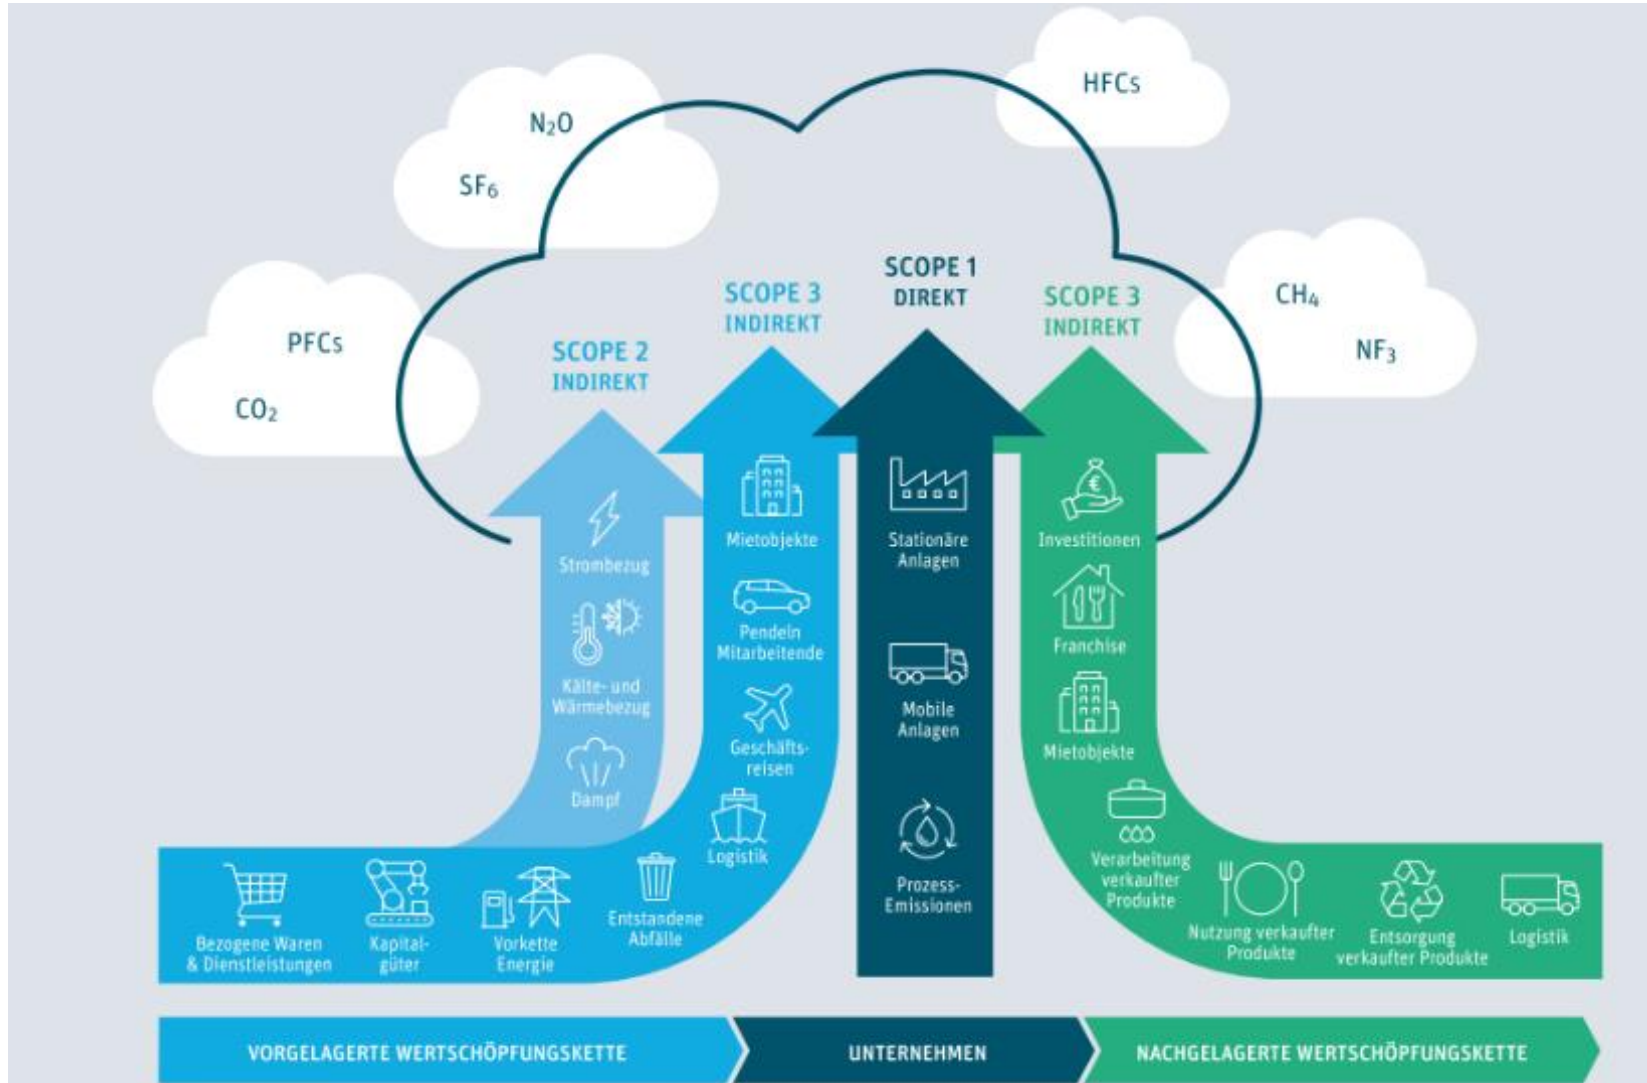 HFCs
N₂O
SF₆
PFCs
CO₂
CH₄
NF₃
SCOPE 2
INDIREKT
Strombezug
Kälte- und
Wärmebezug
Dampf
SCOPE 3
INDIREKT
Mietobjekte
Pendeln
Mitarbeitende
Geschäfts-
reisen
Logistik
Entstandene
Abfälle
Vorkette
Energie
Kapital-
güter
Bezogene Waren
& Dienstleistungen
SCOPE 1
DIREKT
Stationäre
Anlagen
Mobile
Anlagen
Prozess-
Emissionen
SCOPE 3
INDIREKT
€
Investitionen
Franchise
Mietobjekte
Verarbeitung
verkaufter
Produkte
Nutzung verkaufter
Produkte
Entsorgung
verkaufter Produkte
Logistik
VORGELAGERTE WERTSCHÖPFUNGSKETTE
UNTERNEHMEN
NACHGELAGERTE WERTSCHÖPFUNGSKETTE